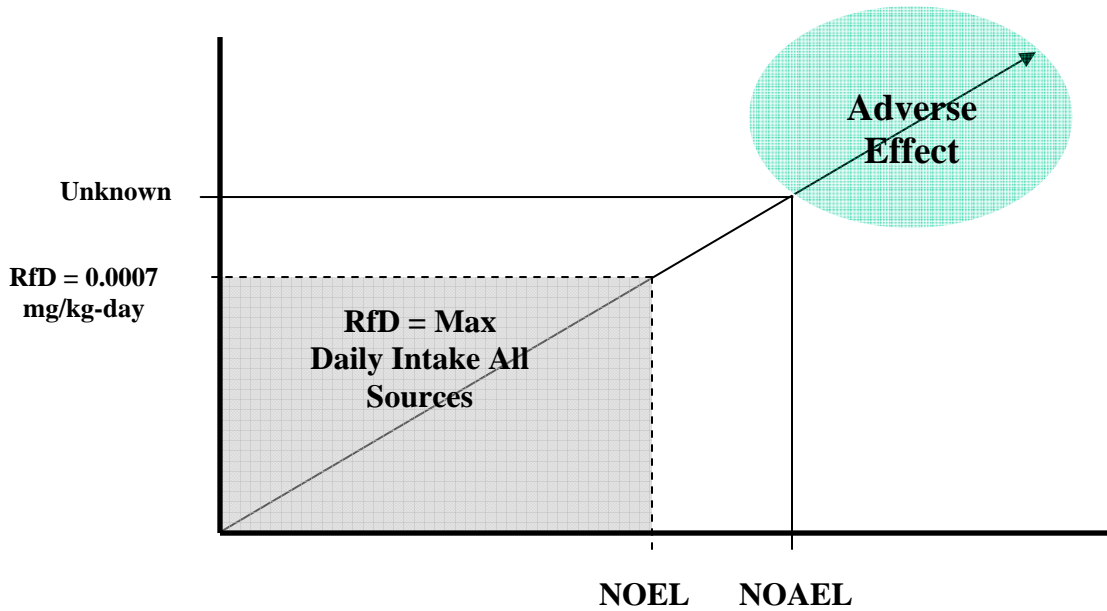 Adverse
Effect
Unknown
RfD = 0.0007
mg/kg-day
RfD = Max
Daily Intake All
Sources
NOEL
NOAEL